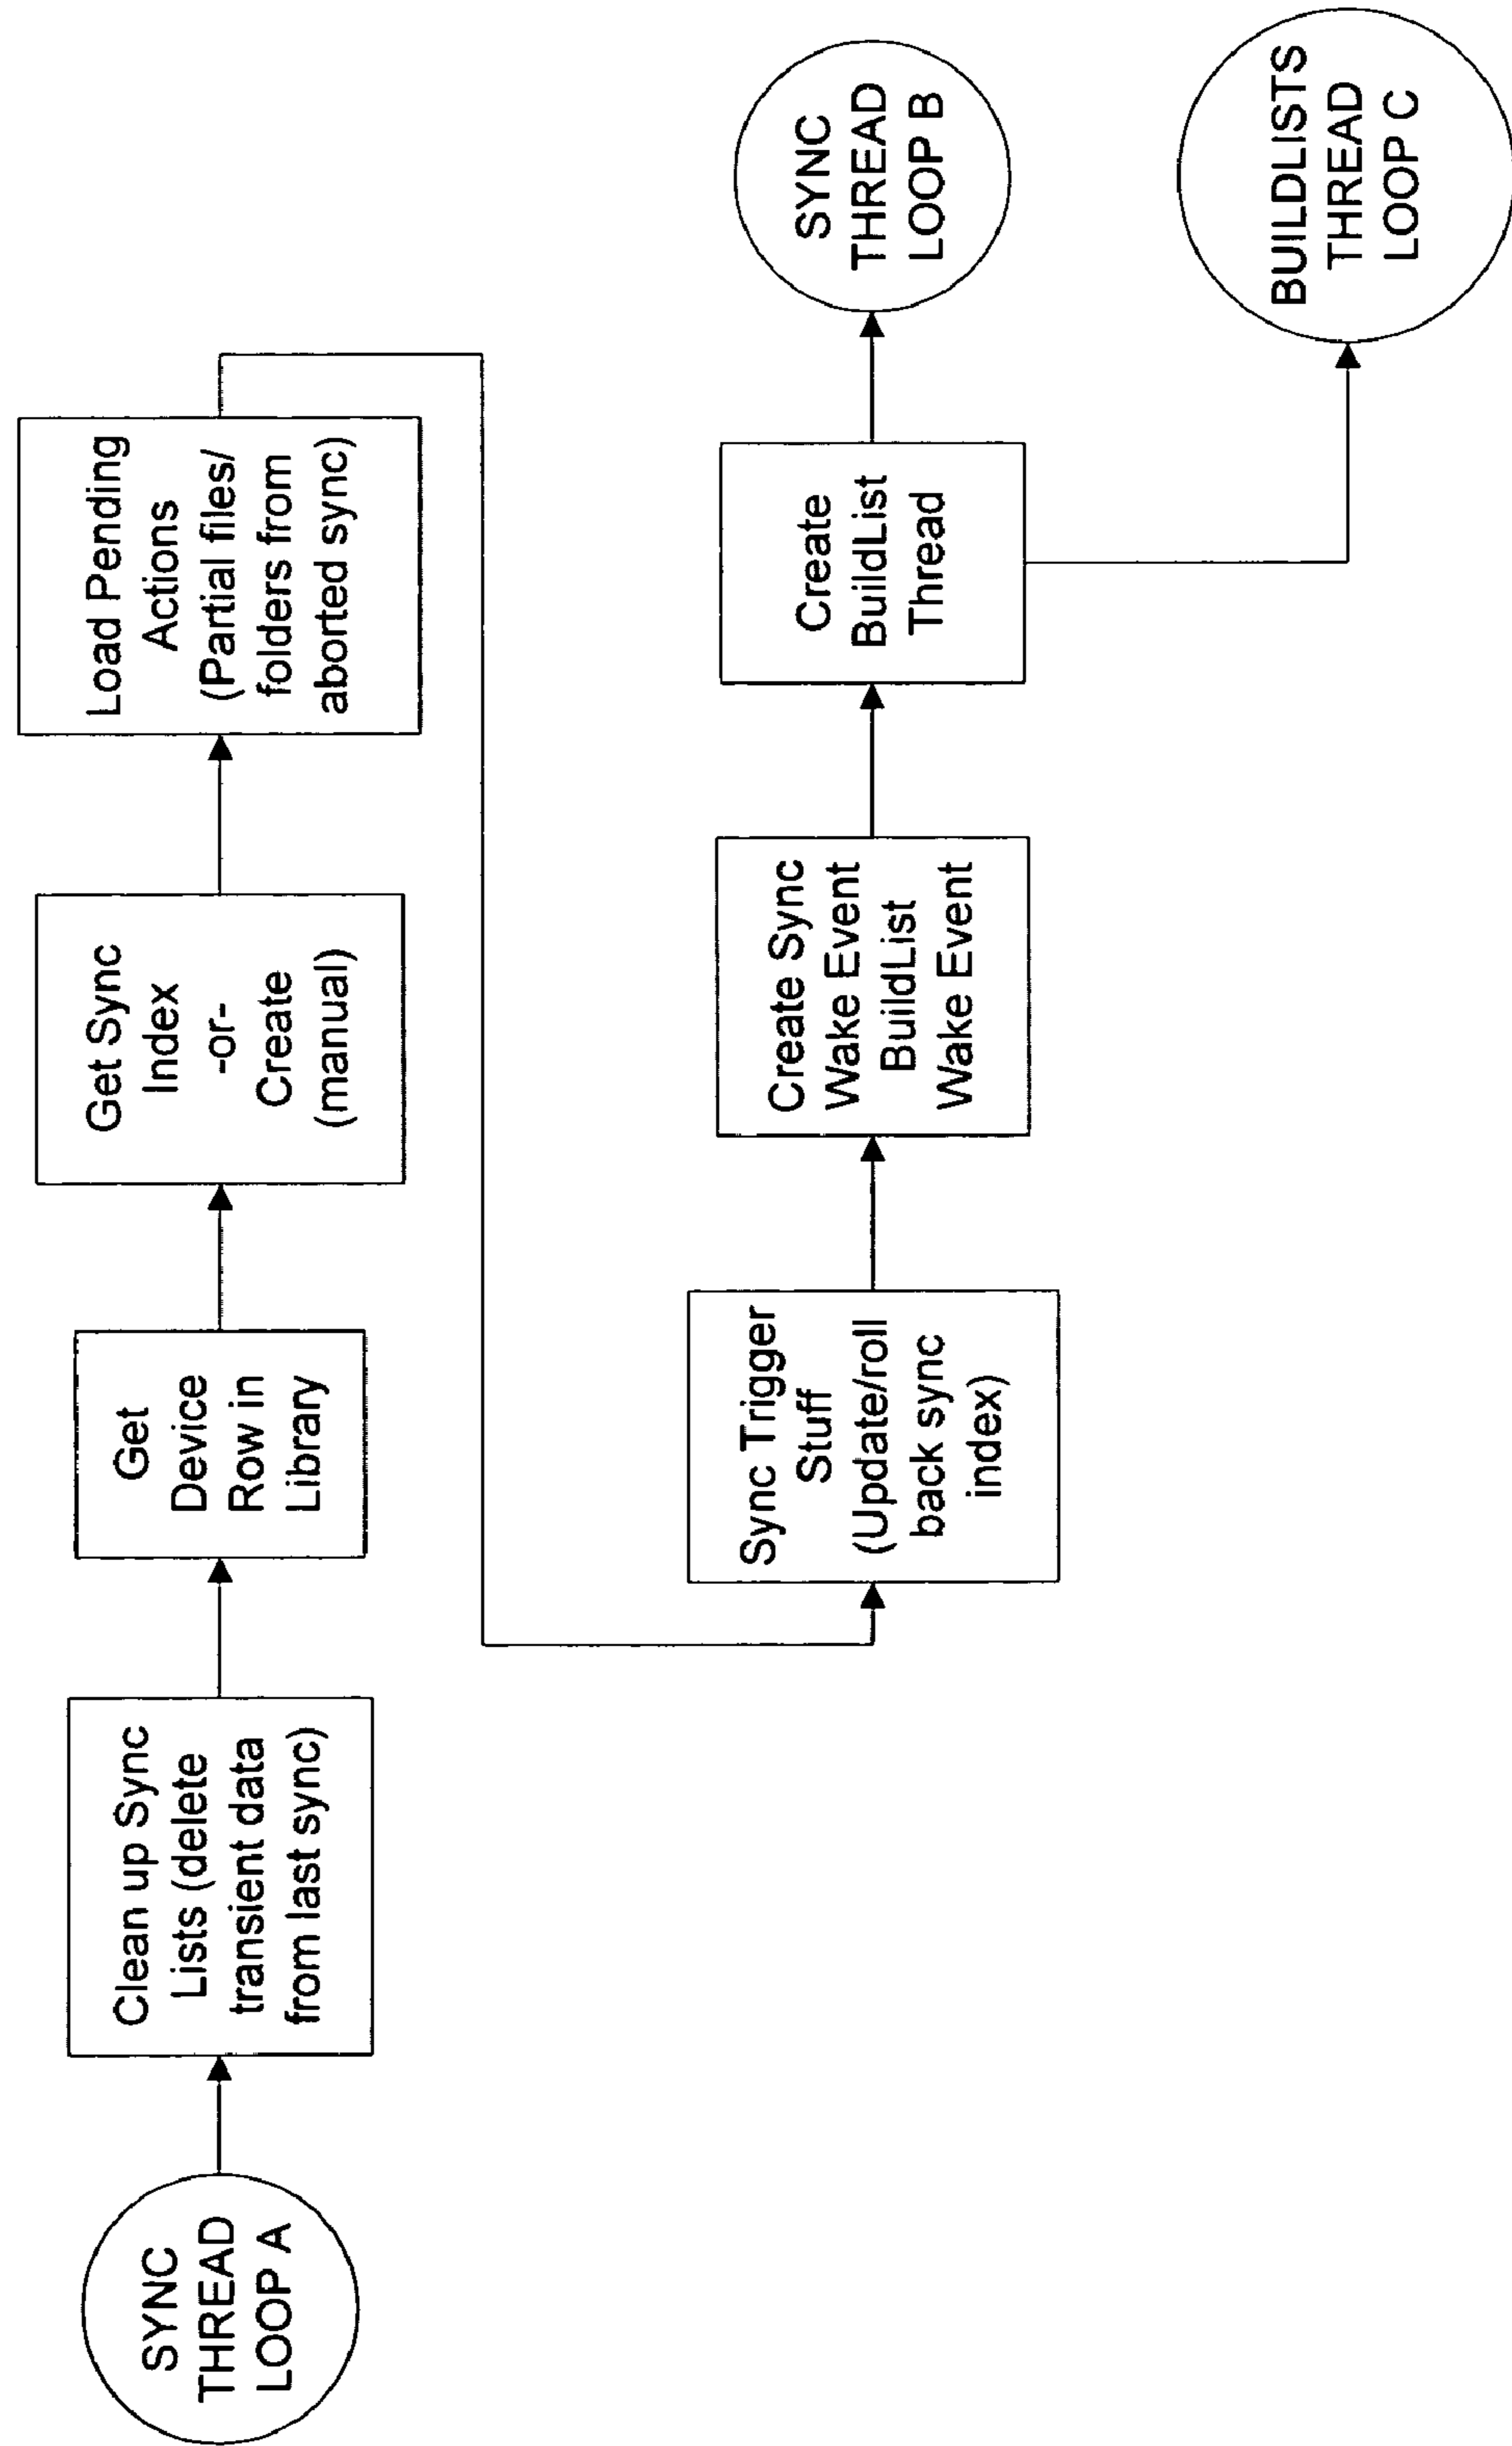 SYNC
THREAD
LOOP A
Clean up Sync
Lists (delete
transient data
from last sync)
Get
Device
Row in
Library
Get Sync
Index
-or-
Create
(manual)
Load Pending
Actions
(Partial files/
folders from
aborted sync)
Sync Trigger
Stuff
(Update/roll
back sync
index)
Create Sync
Wake Event
BuildList
Wake Event
Create
BuildList
Thread
SYNC
THREAD
LOOP B
BUILDLISTS
THREAD
LOOP C